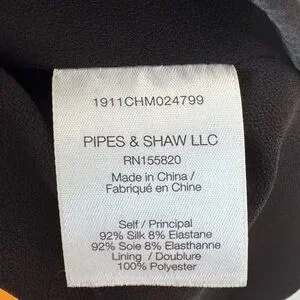 1911CHM024799
PIPES & SHAW LLC
RN155820
Made in China /
Fabriqué en Chine
Self / Principal
92% Silk 8% Elastane
92% Soie 8% Elasthanne
Lining / Doublure
100% Polyester